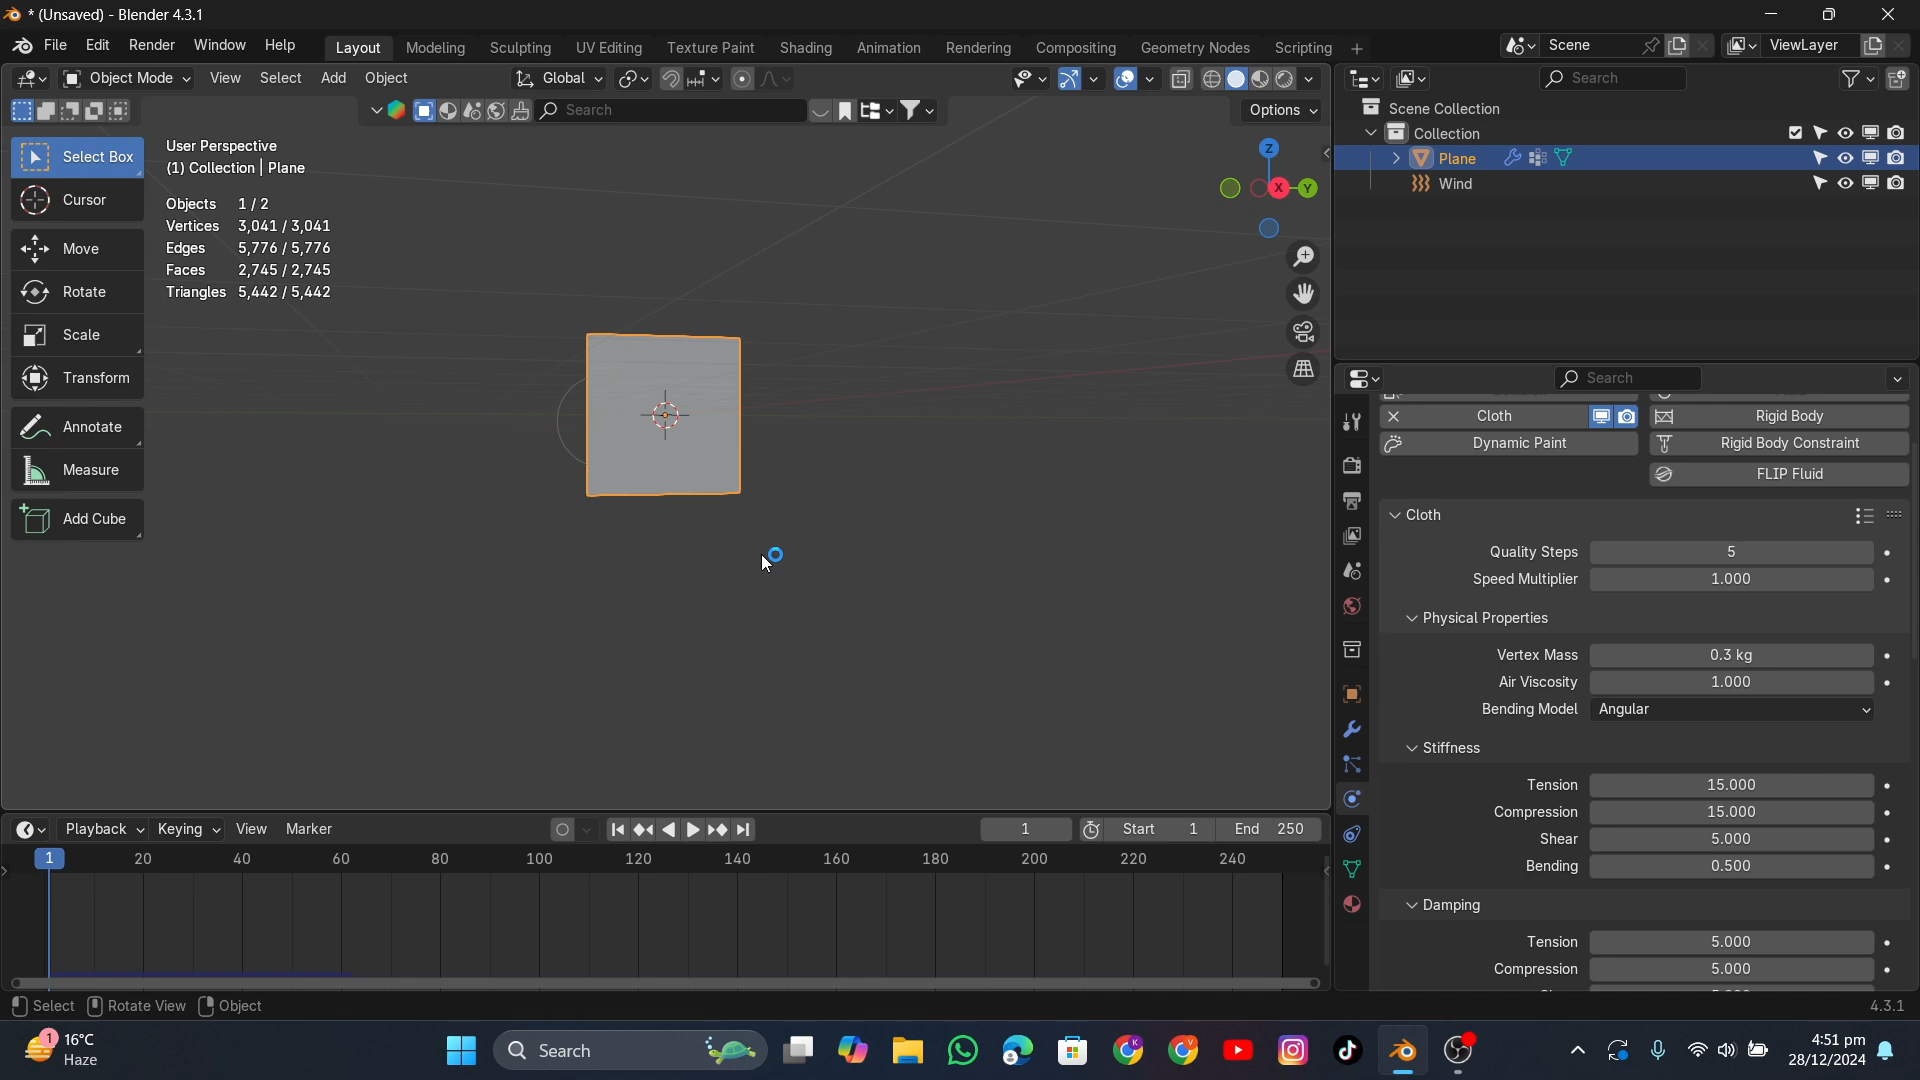 * (Unsaved) - Blender 4.3.1
File Edit Render Window Help Layout Modeling Sculpting UV Editing Texture Paint Shading Animation Rendering Compositing Geometry Nodes Scripting + Scene ViewLayer
Object Mode View Select Add Object Global Search
Search Options
Scene Collection
Collection
Plane
Wind
Select Box
Cursor
Move
Rotate
Scale
Transform
Annotate
Measure
Add Cube
User Perspective
(1) Collection | Plane
Objects 1 / 2
Vertices 3,041 / 3,041
Edges 5,776 / 5,776
Faces 2,745 / 2,745
Triangles 5,442 / 5,442
Z
X
Y
Search
Cloth Rigid Body
Dynamic Paint Rigid Body Constraint
FLIP Fluid
Cloth
Quality Steps 5
Speed Multiplier 1.000
Physical Properties
Vertex Mass 0.3 kg
Air Viscosity 1.000
Bending Model Angular
Stiffness
Tension 15.000
Compression 15.000
Shear 5.000
Bending 0.500
Damping
Tension 5.000
Compression 5.000
Playback Keying View Marker 1 Start 1 End 250
1 20 40 60 80 100 120 140 160 180 200 220 240
Select Rotate View Object 4.3.1
1
16°C
Haze
Search
K
V
4:51 pm
28/12/2024